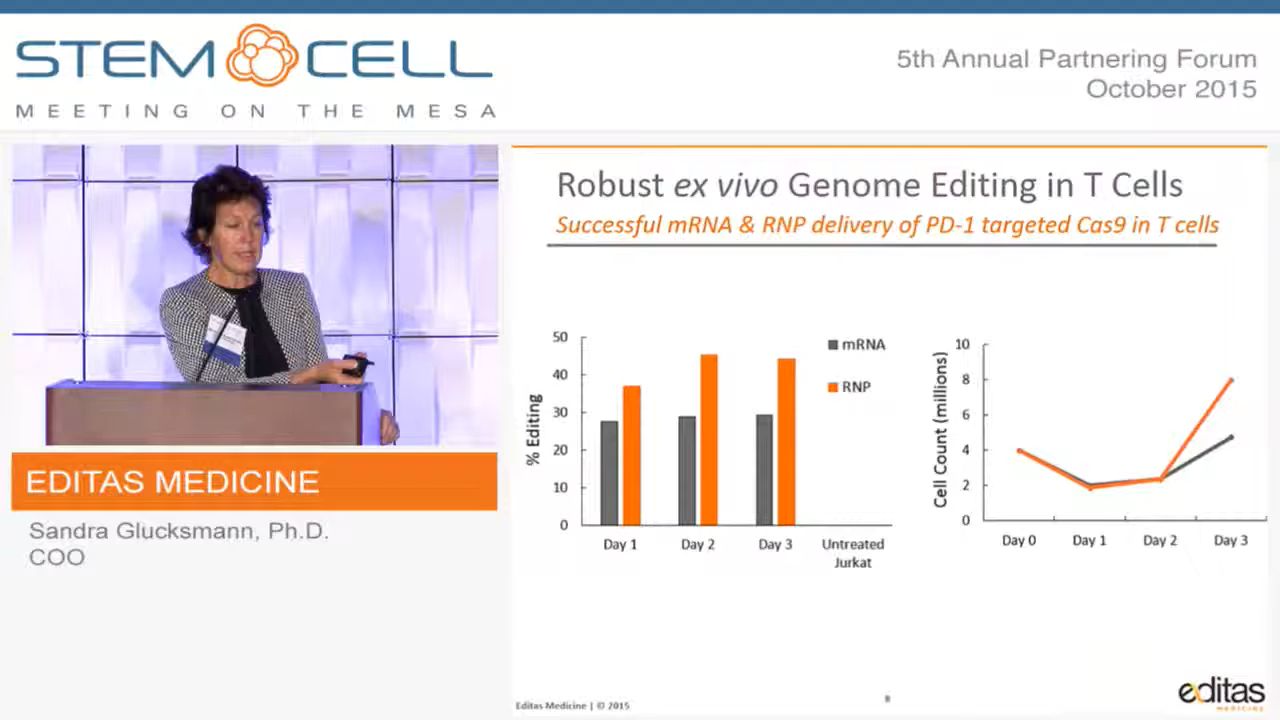 STEM CELL
MEETING ON THE MESA
5th Annual Partnering Forum
October 2015
EDITAS MEDICINE
Sandra Glucksmann, Ph.D.
COO
Robust ex vivo Genome Editing in T Cells
Successful mRNA & RNP delivery of PD-1 targeted Cas9 in T cells
% Editing
50
40
30
20
10
0
Day 1
Day 2
Day 3
Untreated
Jurkat
mRNA
RNP
Cell Count (millions)
10
8
6
4
2
0
Day 0
Day 1
Day 2
Day 3
Editas Medicine | © 2015
editas
MEDICINE